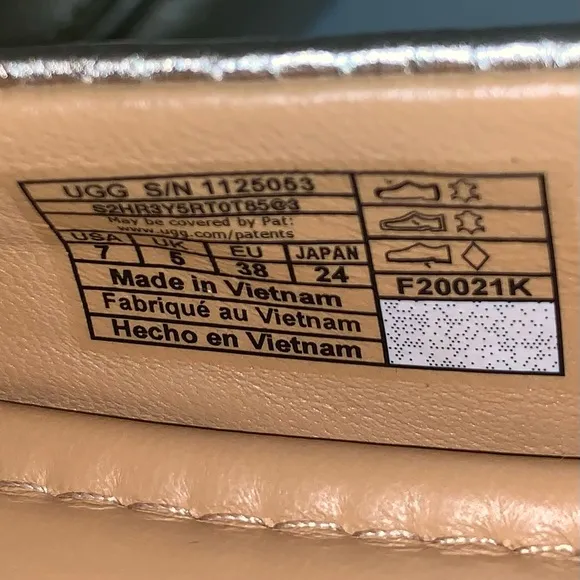 UGG S/N 1125053
S2HR3Y5RT0T85@3
May be covered by Pat:
www.ugg.com/patents
USA UK EU JAPAN
7 5 38 24
Made in Vietnam
Fabriqué au Vietnam
Hecho en Vietnam
F20021K